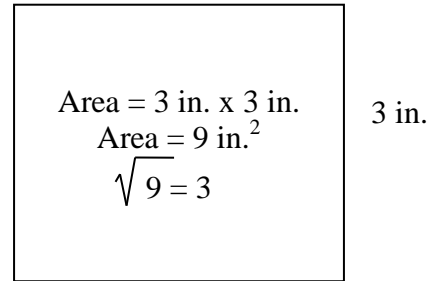 Area = 3 in. x 3 in.
3 in.
Area = 9 in.²
√9 = 3